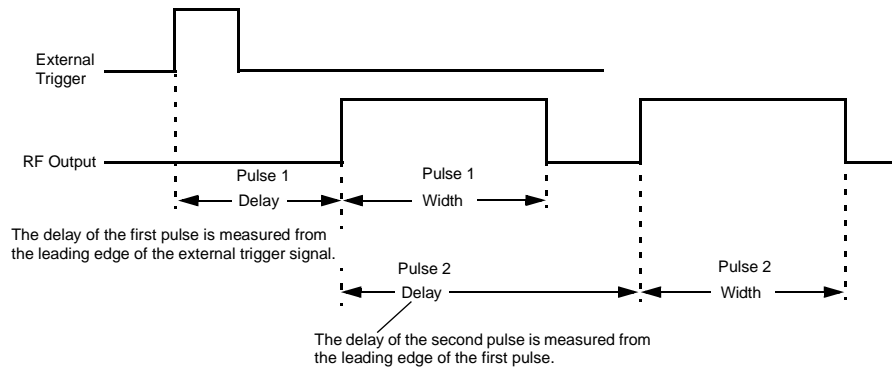 External
Trigger
RF Output
Pulse 1
Delay
Pulse 1
Width
The delay of the first pulse is measured from
the leading edge of the external trigger signal.
Pulse 2
Delay
Pulse 2
Width
The delay of the second pulse is measured from
the leading edge of the first pulse.